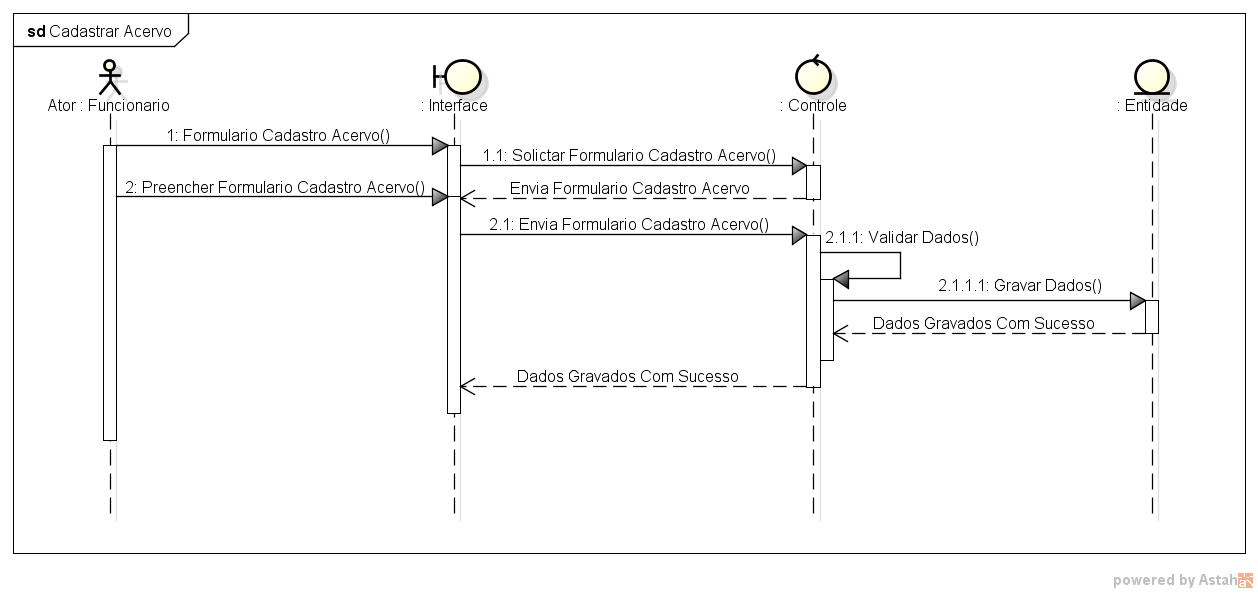 sd Cadastrar Acervo
Ator : Funcionario
: Interface
: Controle
: Entidade
1: Formulario Cadastro Acervo()
1.1: Solictar Formulario Cadastro Acervo()
2: Preencher Formulario Cadastro Acervo()
Envia Formulario Cadastro Acervo
2.1: Envia Formulario Cadastro Acervo()
2.1.1: Validar Dados()
2.1.1.1: Gravar Dados()
Dados Gravados Com Sucesso
Dados Gravados Com Sucesso
powered by Astah